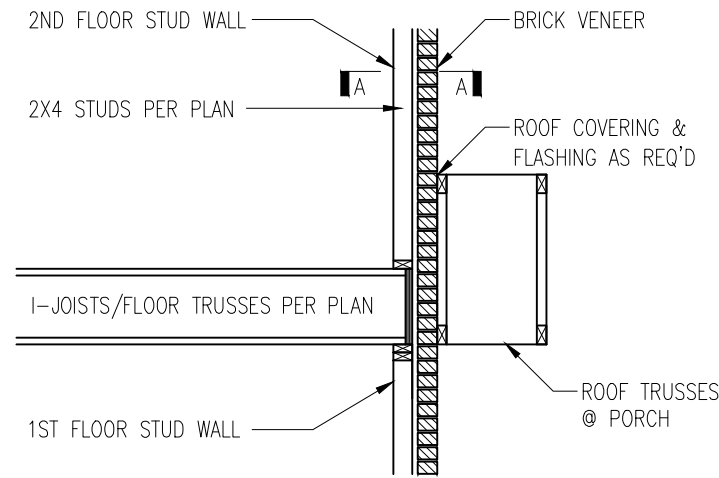 2ND FLOOR STUD WALL
BRICK VENEER
A
A
2X4 STUDS PER PLAN
ROOF COVERING &
FLASHING AS REQ'D
I-JOISTS/FLOOR TRUSSES PER PLAN
ROOF TRUSSES
@ PORCH
1ST FLOOR STUD WALL